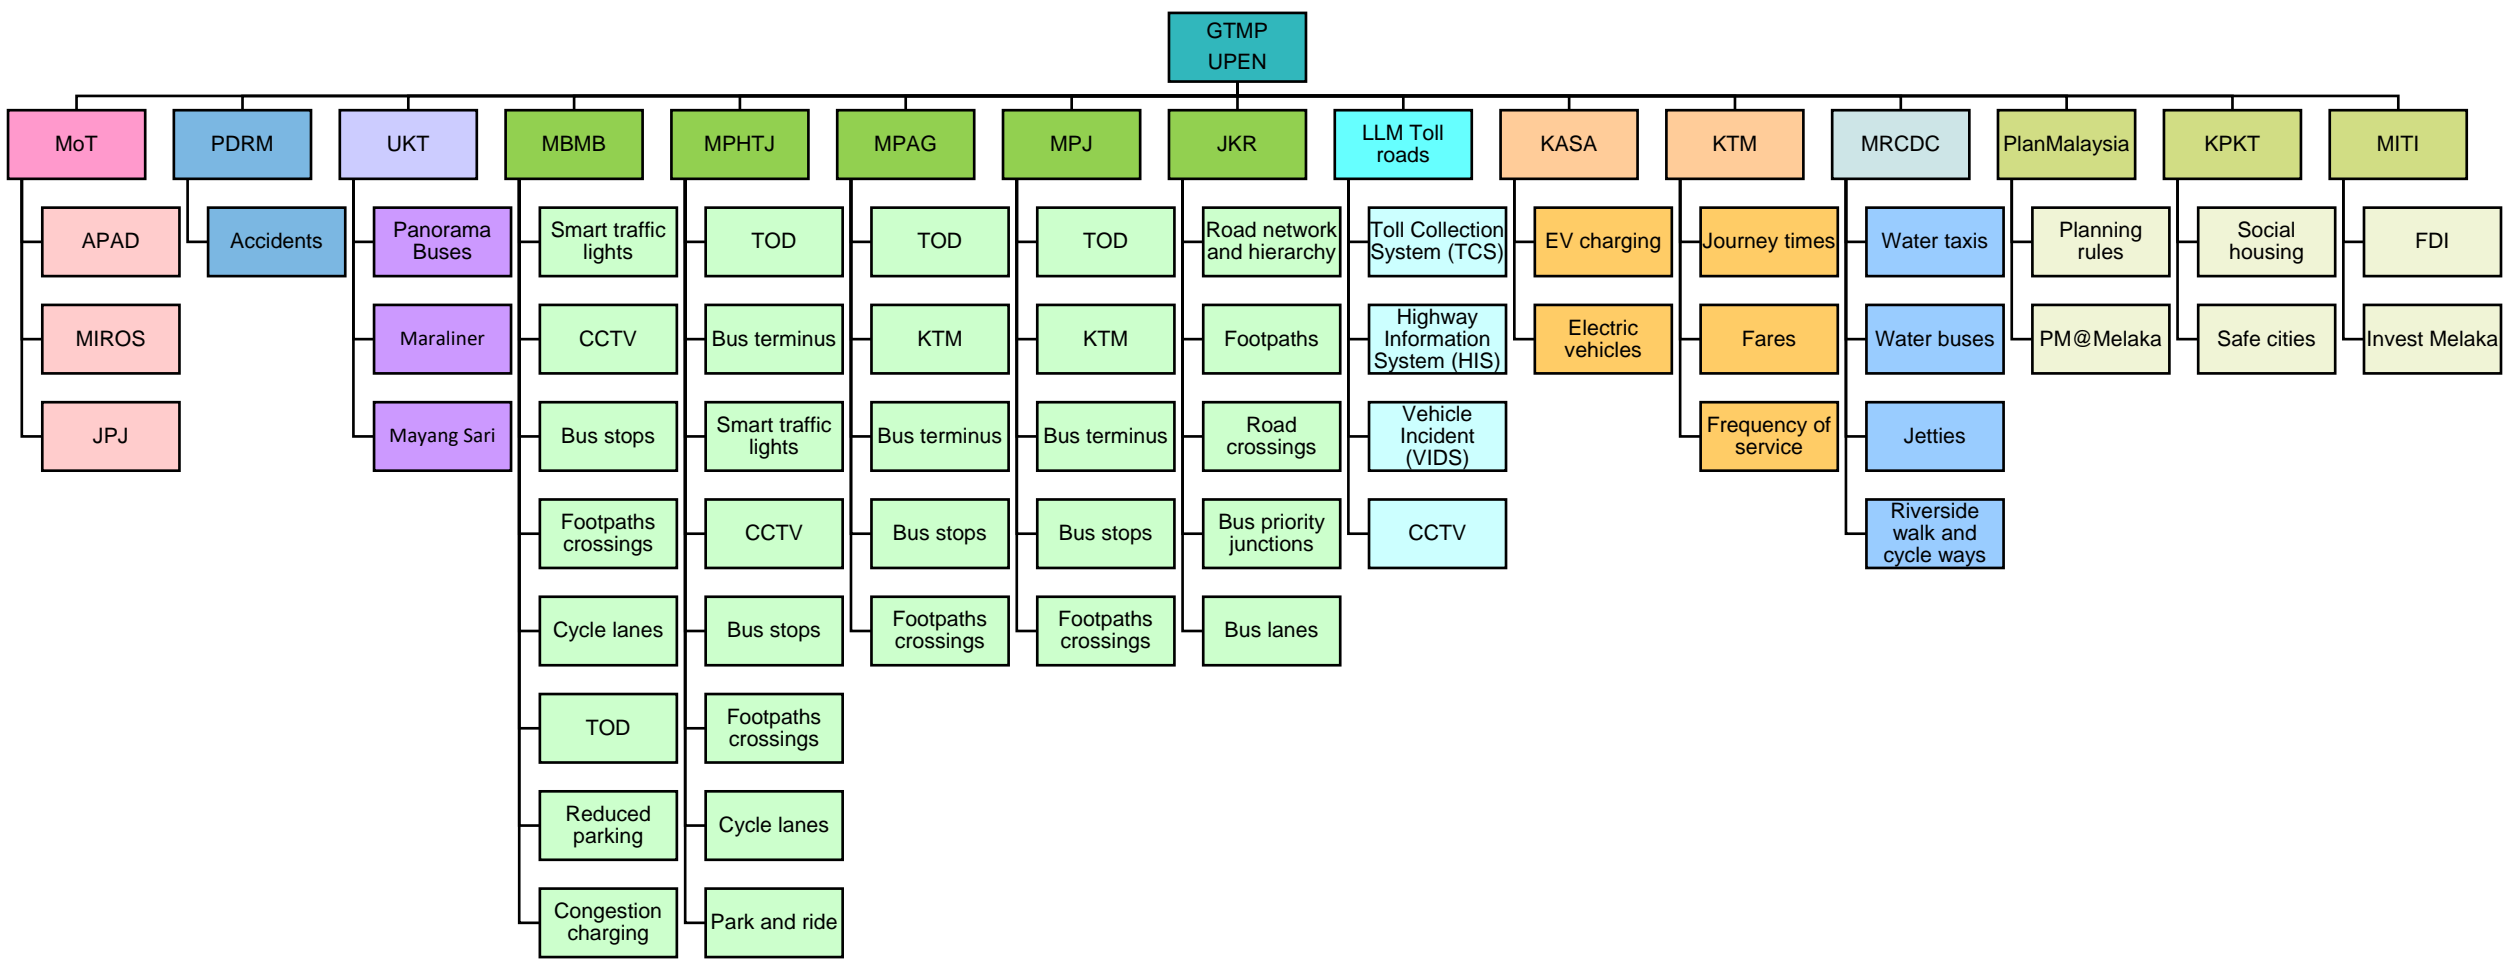 GTMP
UPEN
MoT
APAD
MIROS
JPJ
PDRM
Accidents
UKT
Panorama
Buses
Maraliner
Mayang Sari
MBMB
Smart traffic
lights
CCTV
Bus stops
Footpaths
crossings
Cycle lanes
TOD
Reduced
parking
Congestion
charging
MPHTJ
TOD
Bus terminus
Smart traffic
lights
CCTV
Bus stops
Footpaths
crossings
Cycle lanes
Park and ride
MPAG
TOD
KTM
Bus terminus
Bus stops
Footpaths
crossings
MPJ
TOD
KTM
Bus terminus
Bus stops
Footpaths
crossings
JKR
Road network
and hierarchy
Footpaths
Road
crossings
Bus priority
junctions
Bus lanes
LLM Toll
roads
Toll Collection
System (TCS)
Highway
Information
System (HIS)
Vehicle
Incident
(VIDS)
CCTV
KASA
EV charging
Electric
vehicles
KTM
Journey times
Fares
Frequency of
service
MRCDC
Water taxis
Water buses
Jetties
Riverside
walk and
cycle ways
PlanMalaysia
Planning
rules
PM@Melaka
KPKT
Social
housing
Safe cities
MITI
FDI
Invest Melaka